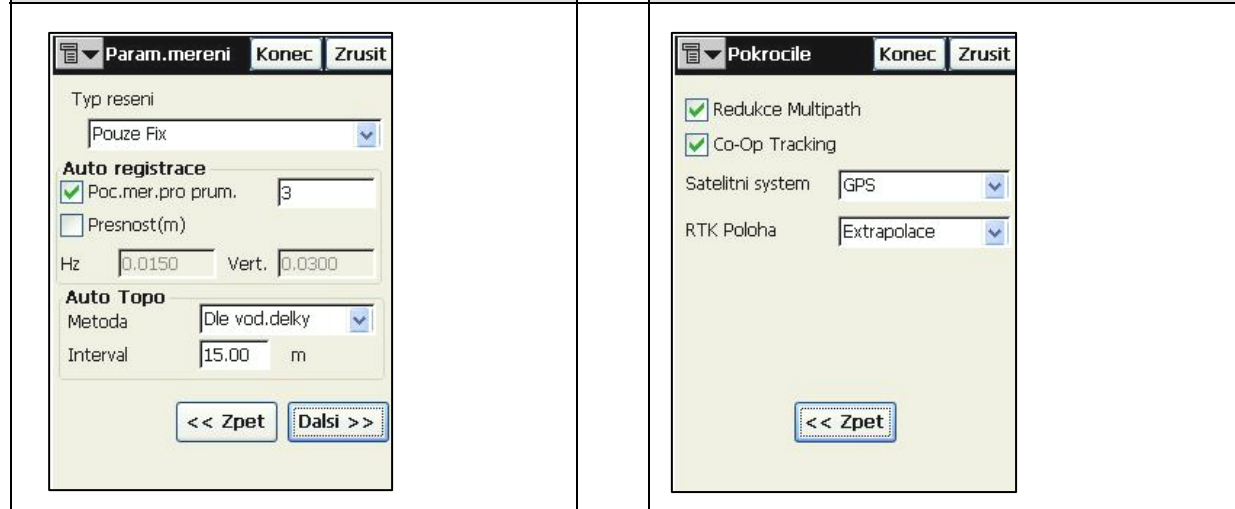 Param.mereni Konec Zrusit
Typ reseni
Pouze Fix
Auto registrace
Poc.mer.pro prum. 3
Presnost(m)
Hz 0.0150 Vert. 0.0300
Auto Topo
Metoda Dle vod.delky
Interval 15.00 m
<< Zpet Dalsi >>
Pokrocile Konec Zrusit
Redukce Multipath
Co-Op Tracking
Satelitni system GPS
RTK Poloha Extrapolace
<< Zpet